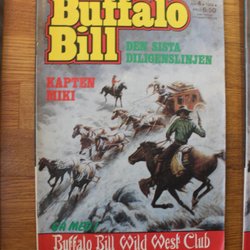 Buffalo
Bill
DEN SISTA
DILIGENSLINJEN
KAPTEN
MIKI
Buffalo Bill Wild West Club